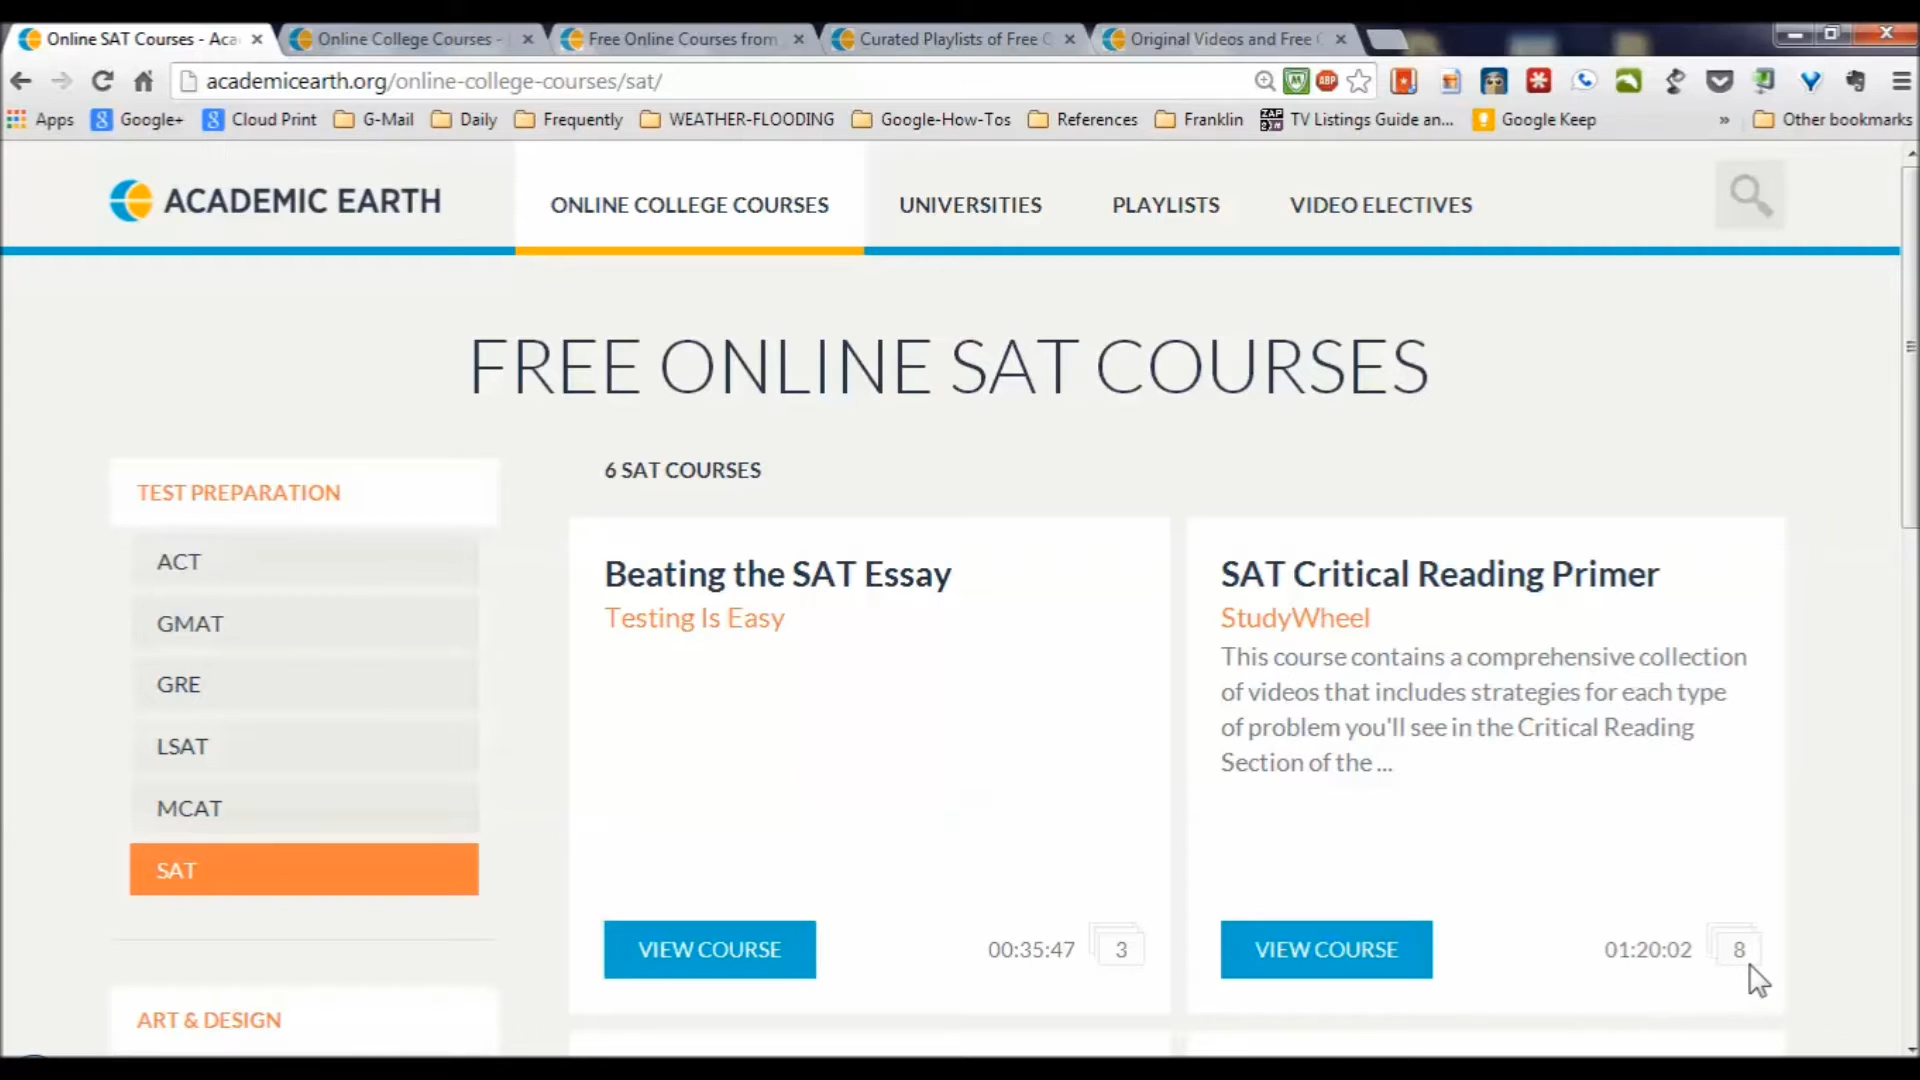 Online SAT Courses - Aca
Online College Courses -
Free Online Courses from
Curated Playlists of Free
Original Videos and Free
academicearth.org/online-college-courses/sat/
ABP
Apps
Google+
Cloud Print
G-Mail
Daily
Frequently
WEATHER-FLOODING
Google-How-Tos
References
Franklin
TV Listings Guide an...
Google Keep
»
Other bookmarks
ACADEMIC EARTH
ONLINE COLLEGE COURSES
UNIVERSITIES
PLAYLISTS
VIDEO ELECTIVES
FREE ONLINE SAT COURSES
6 SAT COURSES
TEST PREPARATION
ACT
GMAT
GRE
LSAT
MCAT
SAT
ART & DESIGN
Beating the SAT Essay
Testing Is Easy
VIEW COURSE
00:35:47
3
SAT Critical Reading Primer
StudyWheel
This course contains a comprehensive collection
of videos that includes strategies for each type
of problem you'll see in the Critical Reading
Section of the ...
VIEW COURSE
01:20:02
8